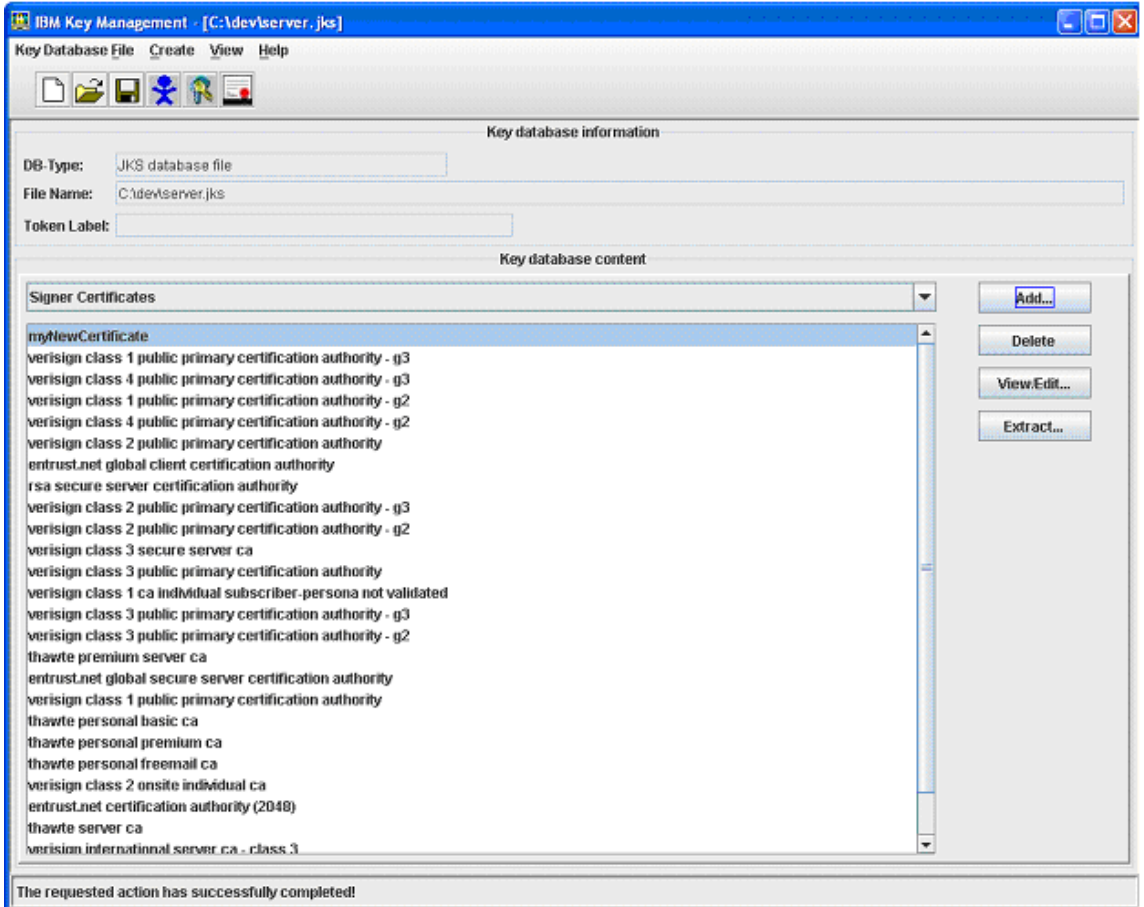 IBM Key Management - [C:\dev\server.jks]
Key Database File Create View Help
Key database information
DB-Type: JKS database file
File Name: C:\dev\server.jks
Token Label:
Key database content
Signer Certificates
Add...
myNewCertificate
Delete
verisign class 1 public primary certification authority - g3
verisign class 4 public primary certification authority - g3
View/Edit...
verisign class 1 public primary certification authority - g2
verisign class 4 public primary certification authority - g2
Extract...
verisign class 2 public primary certification authority
entrust.net global client certification authority
rsa secure server certification authority
verisign class 2 public primary certification authority - g3
verisign class 2 public primary certification authority - g2
verisign class 3 secure server ca
verisign class 3 public primary certification authority
verisign class 1 ca individual subscriber-persona not validated
verisign class 3 public primary certification authority - g3
verisign class 3 public primary certification authority - g2
thawte premium server ca
entrust.net global secure server certification authority
verisign class 1 public primary certification authority
thawte personal basic ca
thawte personal premium ca
thawte personal freemail ca
verisign class 2 onsite individual ca
entrust.net certification authority (2048)
thawte server ca
verisign international server ca - class 3
The requested action has successfully completed!